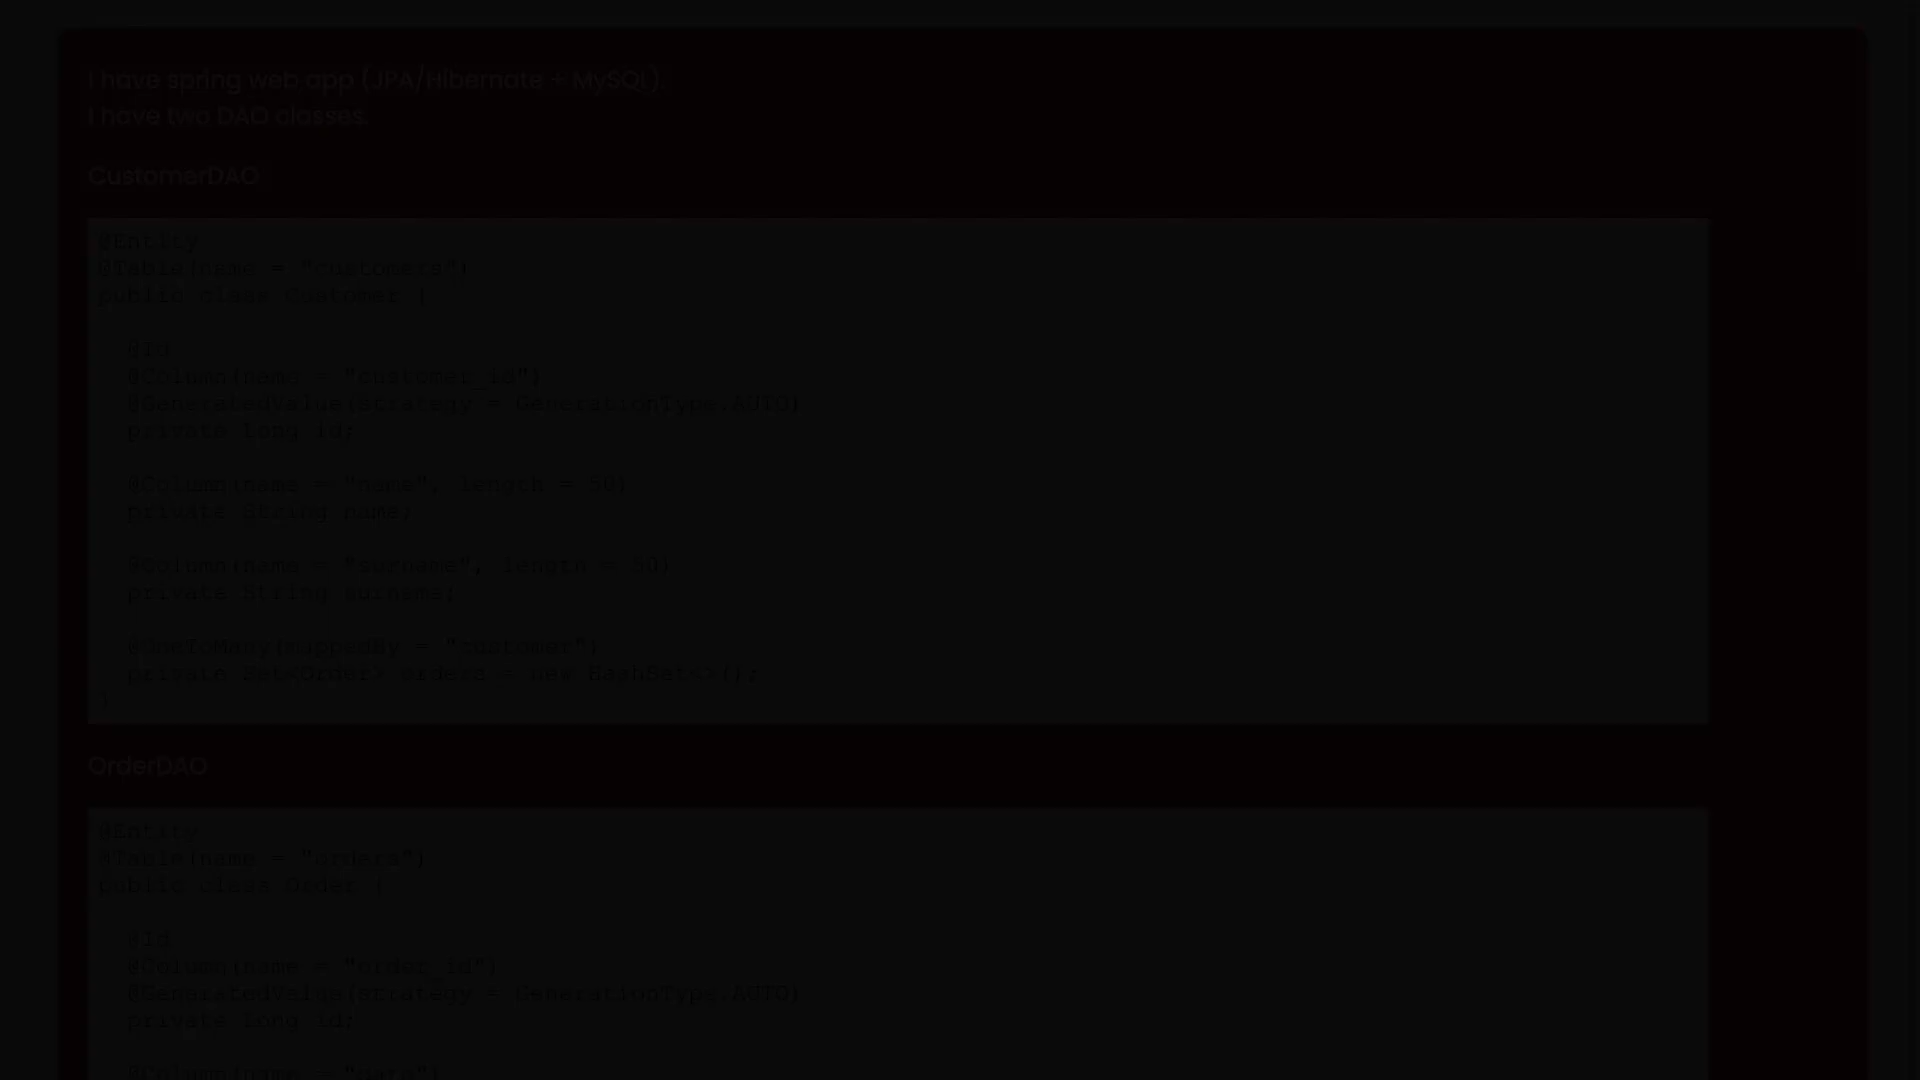 I have spring web app (JPA/Hibernate + MySQL).
I have two DAO classes.
CustomerDAO
@Entity
@Table(name = "customers")
public class Customer {
@Id
@Column(name = "customer_id")
@GeneratedValue(strategy = GenerationType.AUTO)
private Long id;
@Column(name = "name", length = 50)
private String name;
@Column(name = "surname", length = 50)
private String surname;
@OneToMany(mappedBy = "customer")
private Set<Order> orders = new HashSet<>();
}
OrderDAO
@Entity
@Table(name = "orders")
public class Order {
@Id
@Column(name = "order_id")
@GeneratedValue(strategy = GenerationType.AUTO)
private Long id;
@Column(name = "date")